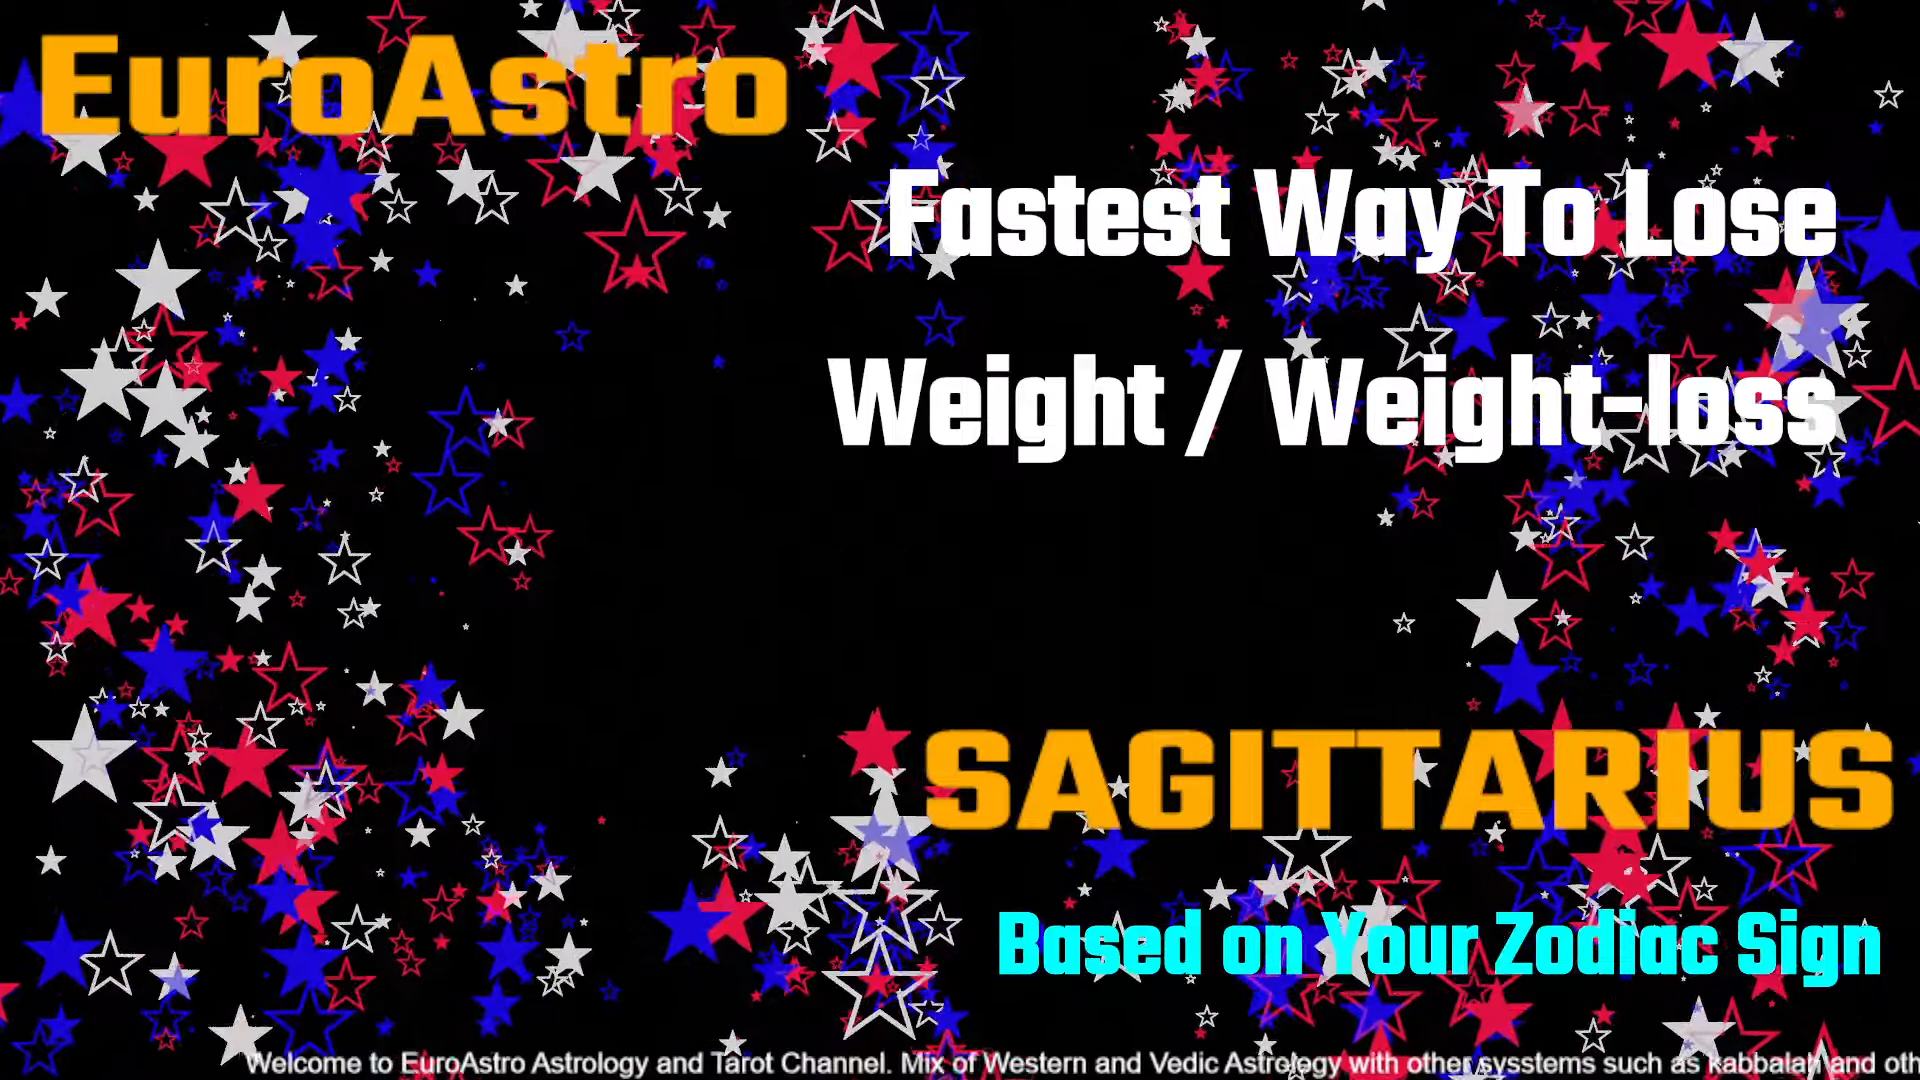 EuroAstro
Fastest Way To Lose
Weight / Weight-loss
SAGITTARIUS
Based on Your Zodiac Sign
Welcome to EuroAstro Astrology and Tarot Channel. Mix of Western and Vedic Astrology with other sysstems such as kabbalah and oth